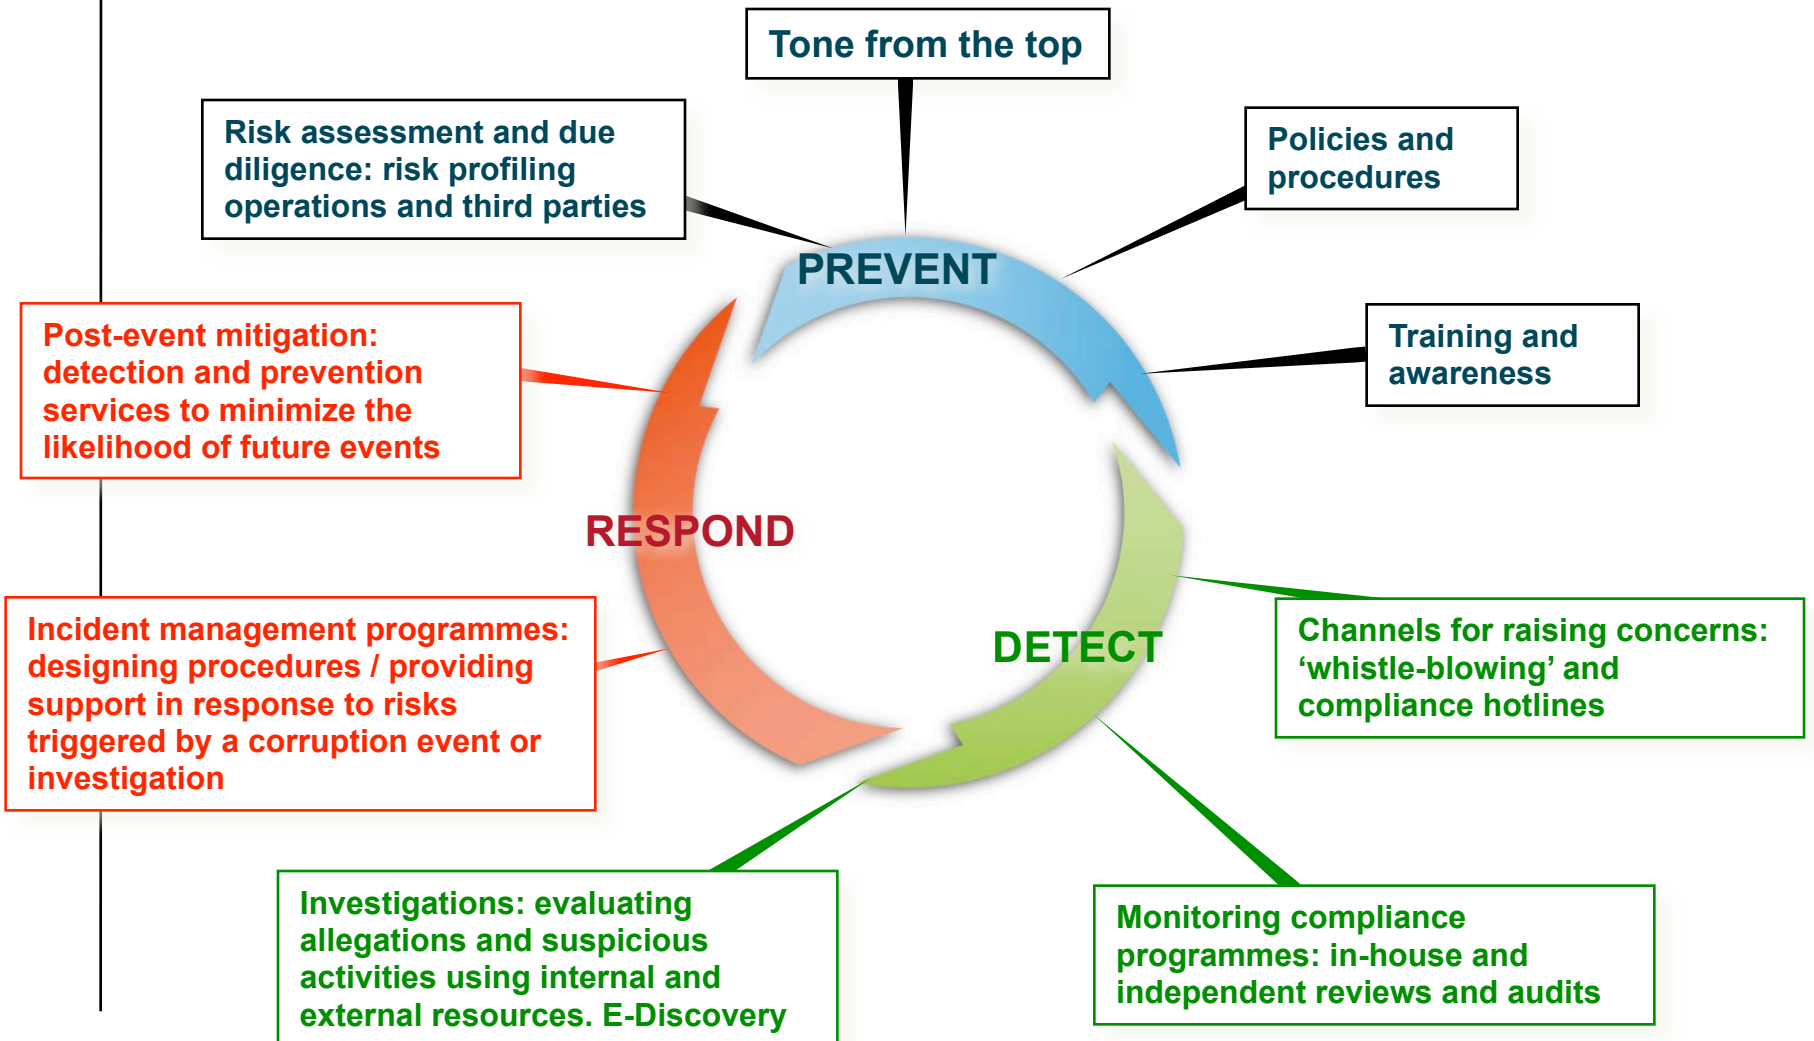 Tone from the top
Risk assessment and due
diligence: risk profiling
operations and third parties
Policies and
procedures
PREVENT
Training and
awareness
Post-event mitigation:
detection and prevention
services to minimize the
likelihood of future events
RESPOND
DETECT
Incident management programmes:
designing procedures / providing
support in response to risks
triggered by a corruption event or
investigation
Channels for raising concerns:
‘whistle-blowing’ and
compliance hotlines
Investigations: evaluating
allegations and suspicious
activities using internal and
external resources. E-Discovery
Monitoring compliance
programmes: in-house and
independent reviews and audits